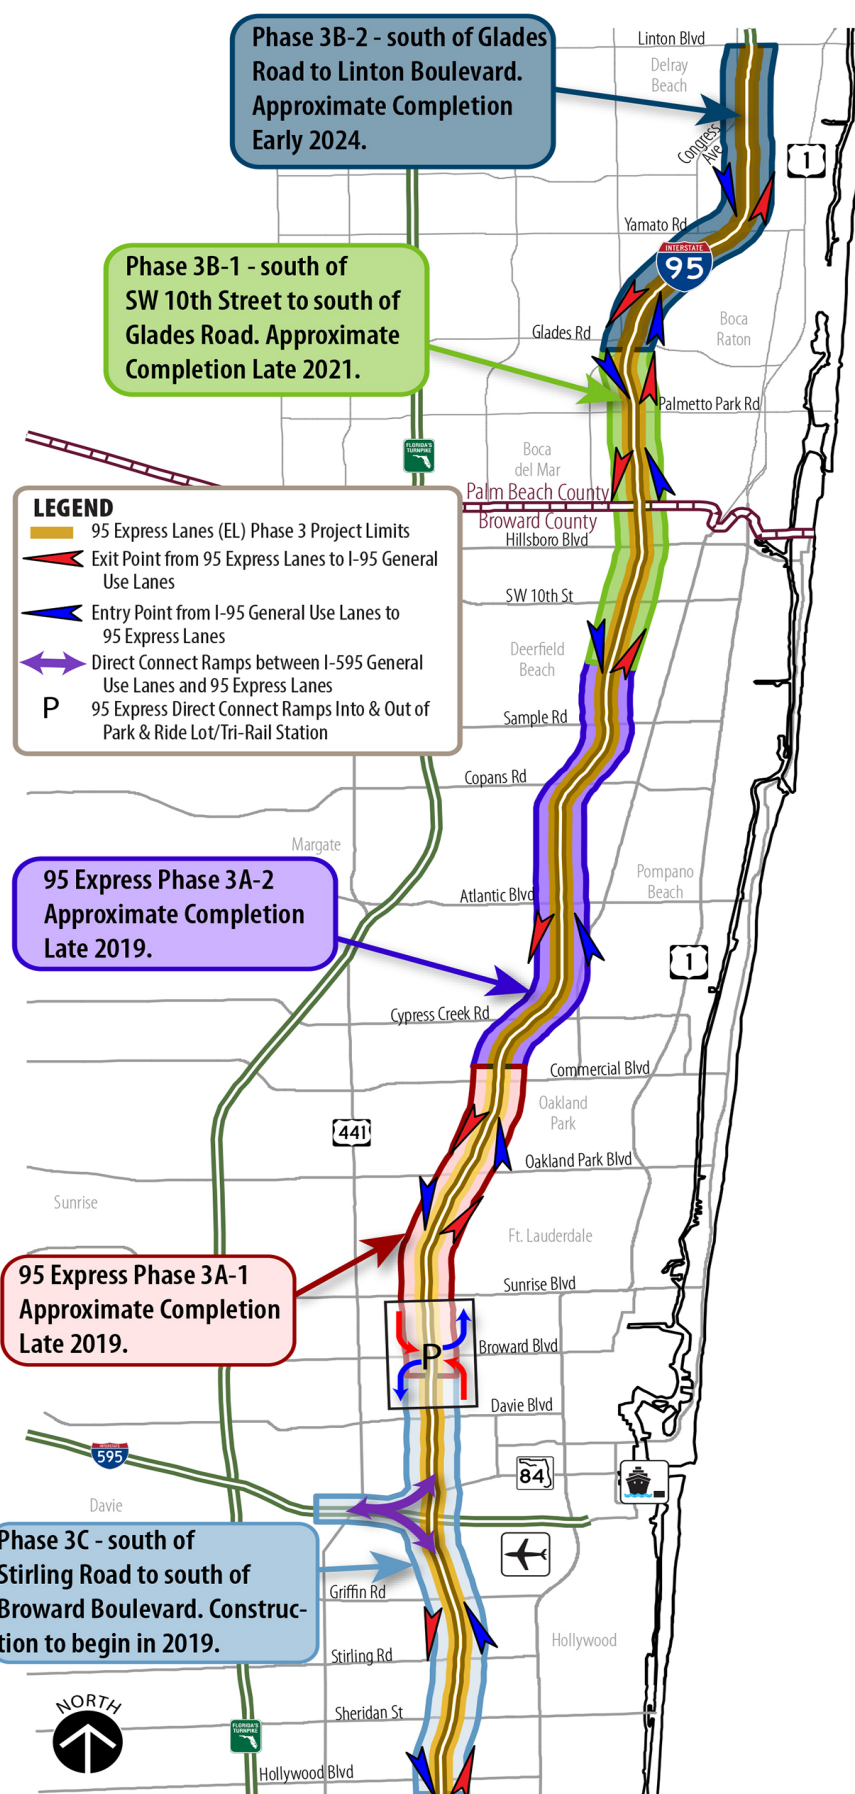 Phase 3B-2 - south of Glades
Road to Linton Boulevard.
Approximate Completion
Early 2024.
Linton Blvd
Delray
Beach
Congress
Ave
1
Yamato Rd
INTERSTATE
95
Phase 3B-1 - south of
SW 10th Street to south of
Glades Road. Approximate
Completion Late 2021.
Glades Rd
Boca
Raton
Palmetto Park Rd
FLORIDA'S
TURNPIKE
Boca
del Mar
Palm Beach County
Broward County
Hillsboro Blvd
LEGEND
95 Express Lanes (EL) Phase 3 Project Limits
Exit Point from 95 Express Lanes to I-95 General
Use Lanes
Entry Point from I-95 General Use Lanes to
95 Express Lanes
Direct Connect Ramps between I-595 General
Use Lanes and 95 Express Lanes
P
95 Express Direct Connect Ramps Into & Out of
Park & Ride Lot/Tri-Rail Station
SW 10th St
Deerfield
Beach
Sample Rd
Copans Rd
Margate
Pompano
Beach
95 Express Phase 3A-2
Approximate Completion
Late 2019.
Atlantic Blvd
1
Cypress Creek Rd
Commercial Blvd
Oakland
Park
441
Oakland Park Blvd
Sunrise
Ft. Lauderdale
95 Express Phase 3A-1
Approximate Completion
Late 2019.
Sunrise Blvd
P
Broward Blvd
Davie Blvd
INTERSTATE
595
84
Davie
Phase 3C - south of
Stirling Road to south of
Broward Boulevard. Construc-
tion to begin in 2019.
Griffin Rd
Hollywood
Stirling Rd
NORTH
Sheridan St
FLORIDA'S
TURNPIKE
Hollywood Blvd